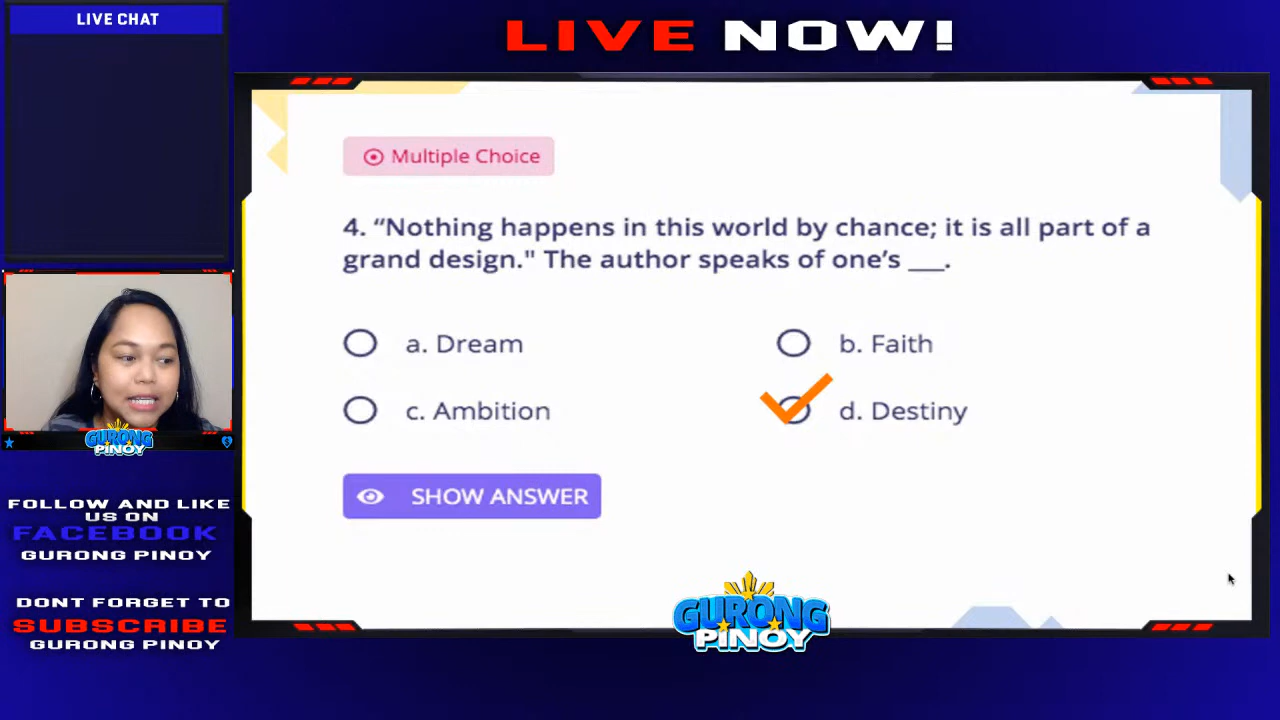 LIVE CHAT
LIVE NOW!
Multiple Choice
4. “Nothing happens in this world by chance; it is all part of a
grand design." The author speaks of one’s ___.
a. Dream
b. Faith
c. Ambition
d. Destiny
SHOW ANSWER
GURONG
PINOY
FOLLOW AND LIKE
US ON
FACEBOOK
GURONG PINOY
DONT FORGET TO
SUBSCRIBE
GURONG PINOY
GURONG
PINOY